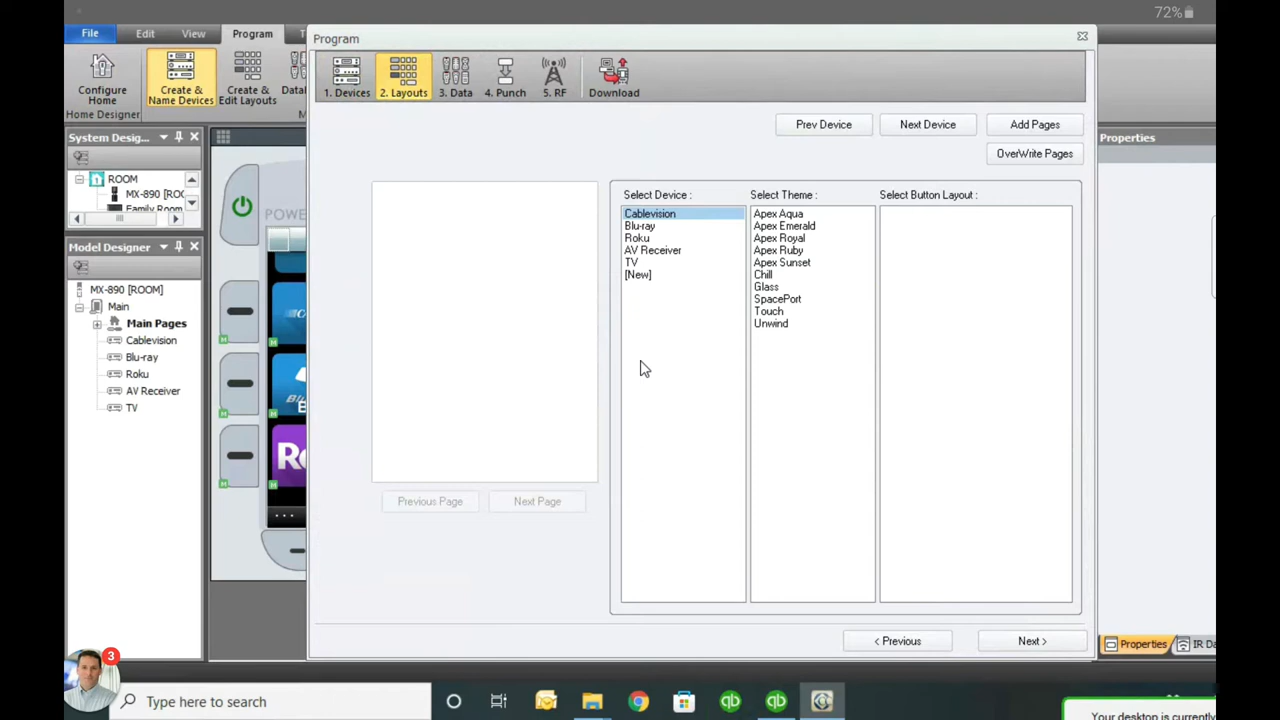 72%
File Edit View Program
Program
Configure Home
Create & Name Devices
Create & Edit Layouts
Home Designer
1. Devices
2. Layouts
3. Data
4. Punch
5. RF
Download
System Desig...
ROOM
MX-890 [ROO
Family Room
Model Designer
MX-890 [ROOM]
Main
Main Pages
Cablevision
Blu-ray
Roku
AV Receiver
TV
POWE
Prev Device
Next Device
Add Pages
OverWrite Pages
Select Device :
Cablevision
Blu-ray
Roku
AV Receiver
TV
[New]
Select Theme :
Apex Aqua
Apex Emerald
Apex Royal
Apex Ruby
Apex Sunset
Chill
Glass
SpacePort
Touch
Unwind
Select Button Layout :
Previous Page
Next Page
< Previous
Next >
Properties
Properties
IR Da
3
Type here to search
Your desktop is currently